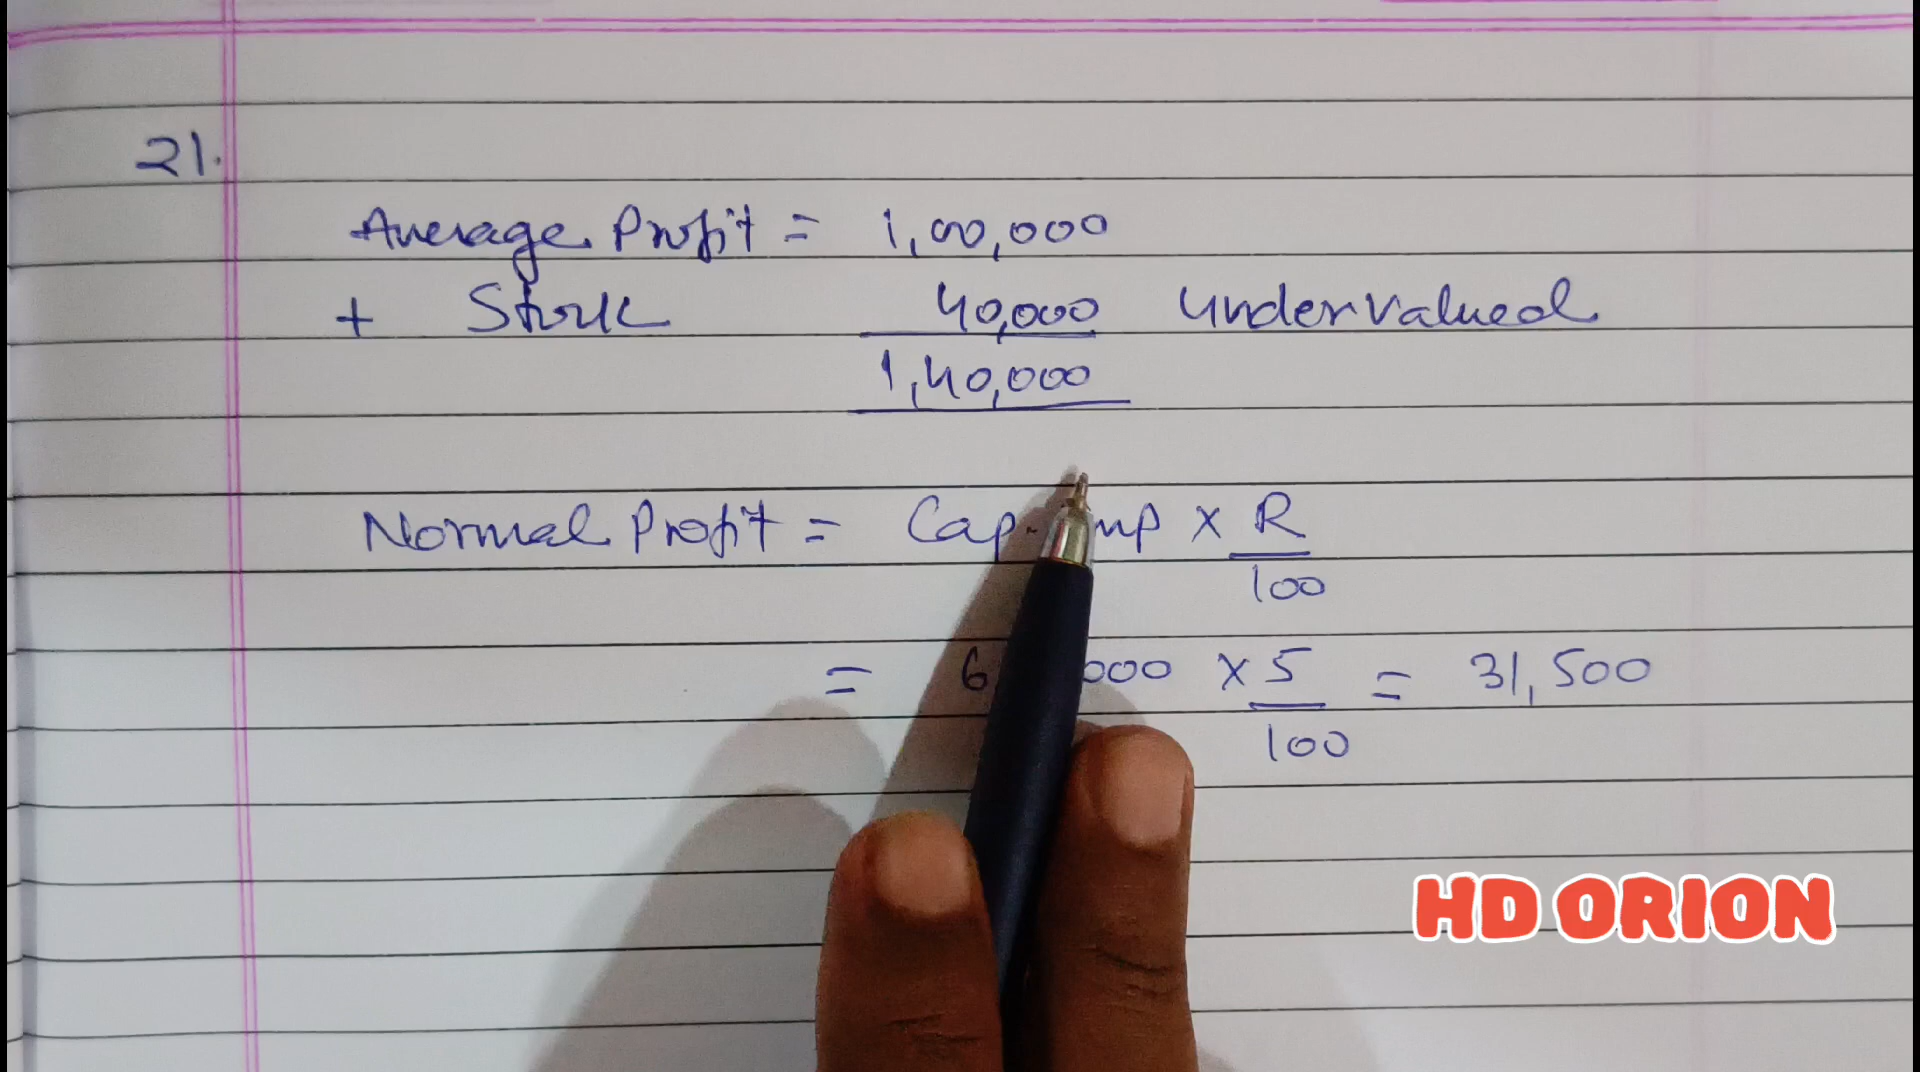 21.
Average Profit = 1,00,000
+ Stock 40,000 undervalued
1,40,000
Normal Profit = Cap. mp × R
100
= 6 000 × 5 = 31,500
100
HD ORION